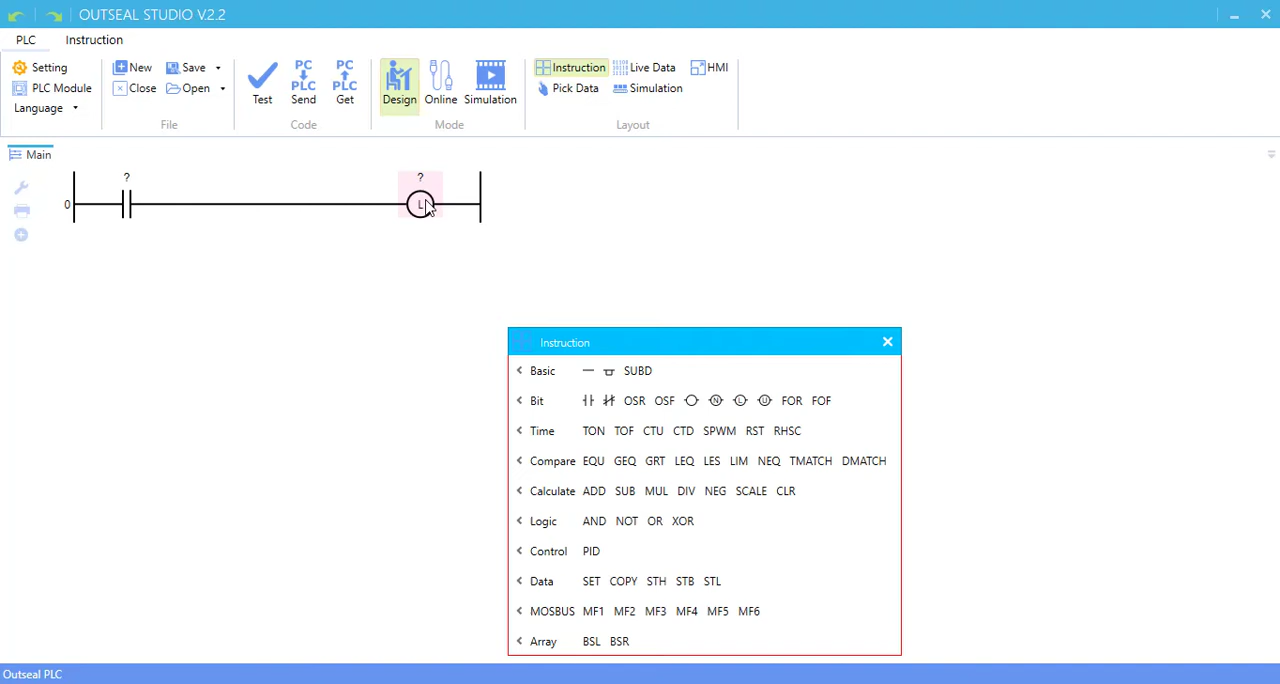 OUTSEAL STUDIO V.2.2
PLC Instruction
Setting
PLC Module
Language
New Save
Close Open
File
Test
PC PLC Send
PC PLC Get
Code
Design Online Simulation
Mode
Instruction Live Data HMI
Pick Data Simulation
Layout
Main
? ?
0 L
Instruction
Basic SUBD
Bit OSR OSF N L U FOR FOF
Time TON TOF CTU CTD SPWM RST RHSC
Compare EQU GEQ GRT LEQ LES LIM NEQ TMATCH DMATCH
Calculate ADD SUB MUL DIV NEG SCALE CLR
Logic AND NOT OR XOR
Control PID
Data SET COPY STH STB STL
MOSBUS MF1 MF2 MF3 MF4 MF5 MF6
Array BSL BSR
Outseal PLC